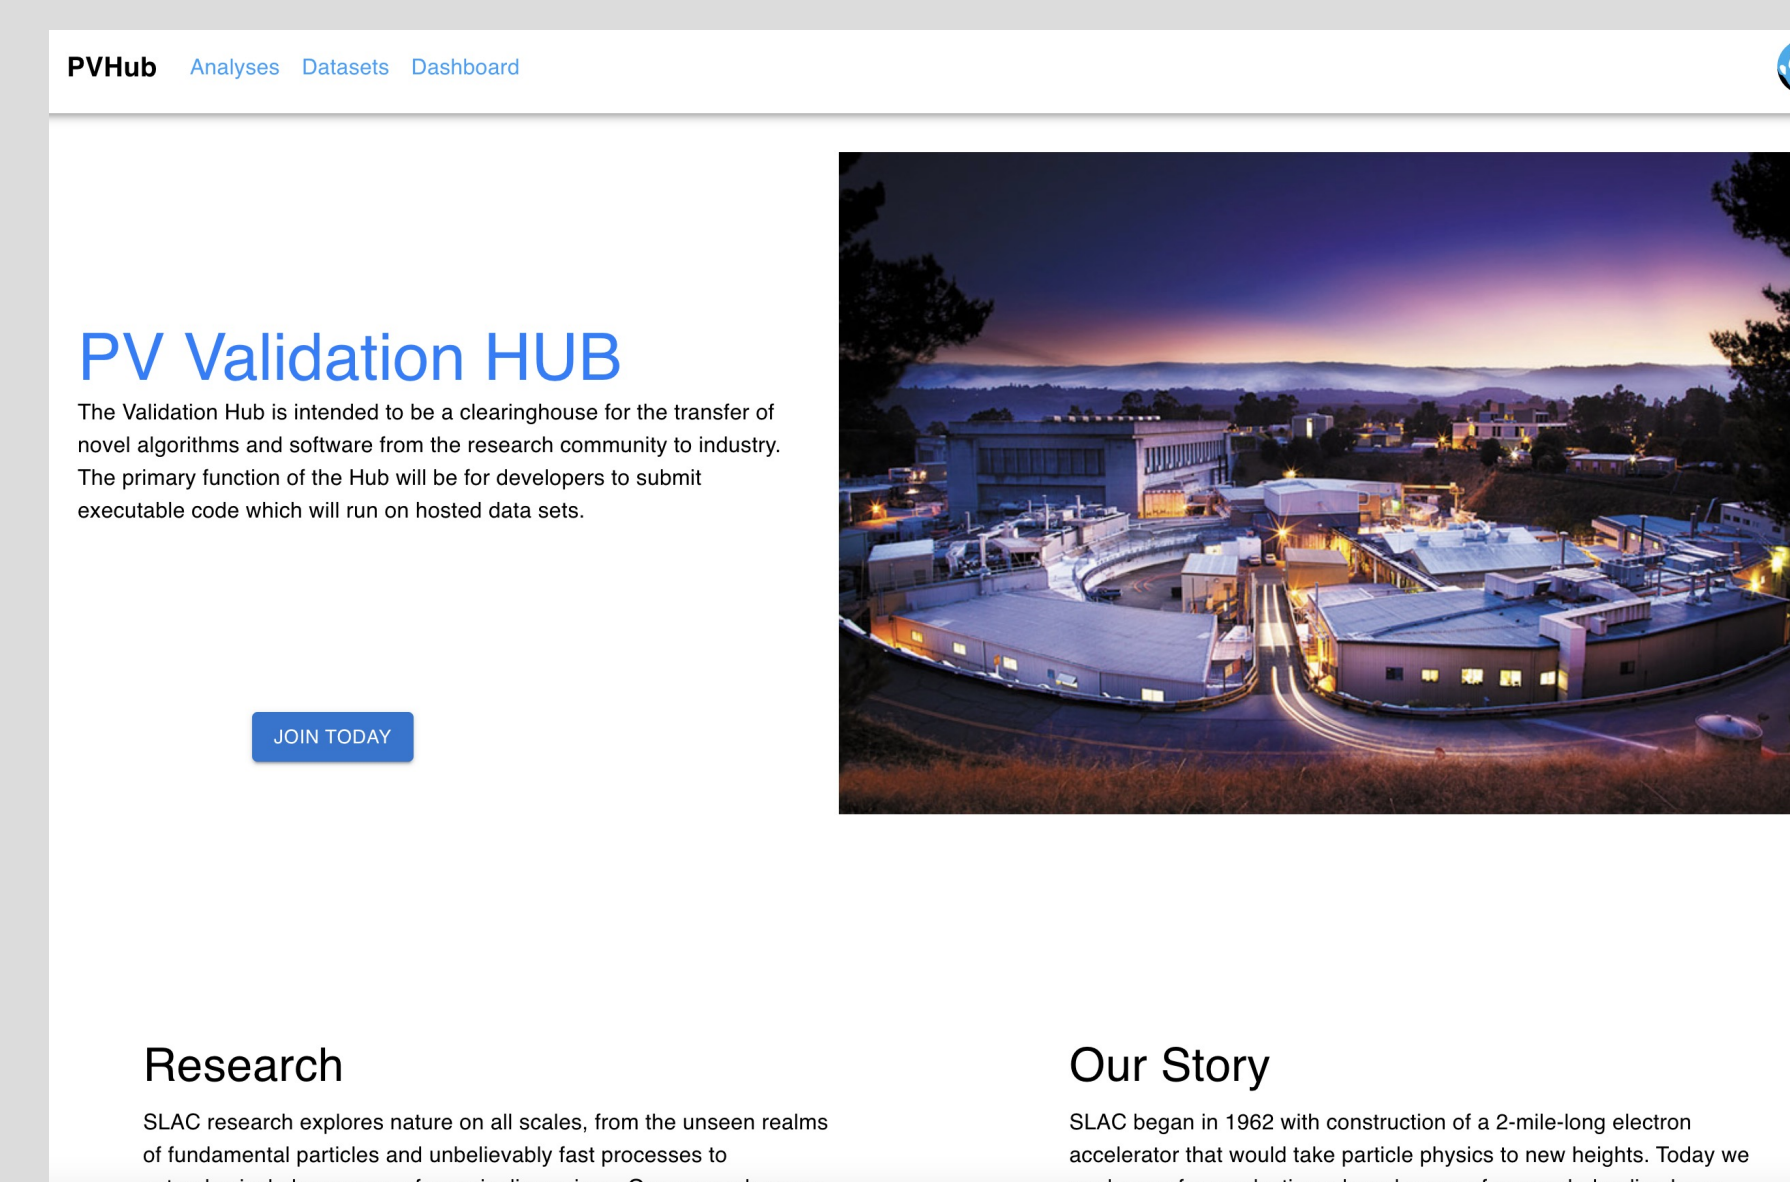 PVHub Analyses Datasets Dashboard
PV Validation HUB
The Validation Hub is intended to be a clearinghouse for the transfer of
novel algorithms and software from the research community to industry.
The primary function of the Hub will be for developers to submit
executable code which will run on hosted data sets.
JOIN TODAY
Research
SLAC research explores nature on all scales, from the unseen realms
of fundamental particles and unbelievably fast processes to
Our Story
SLAC began in 1962 with construction of a 2-mile-long electron
accelerator that would take particle physics to new heights. Today we